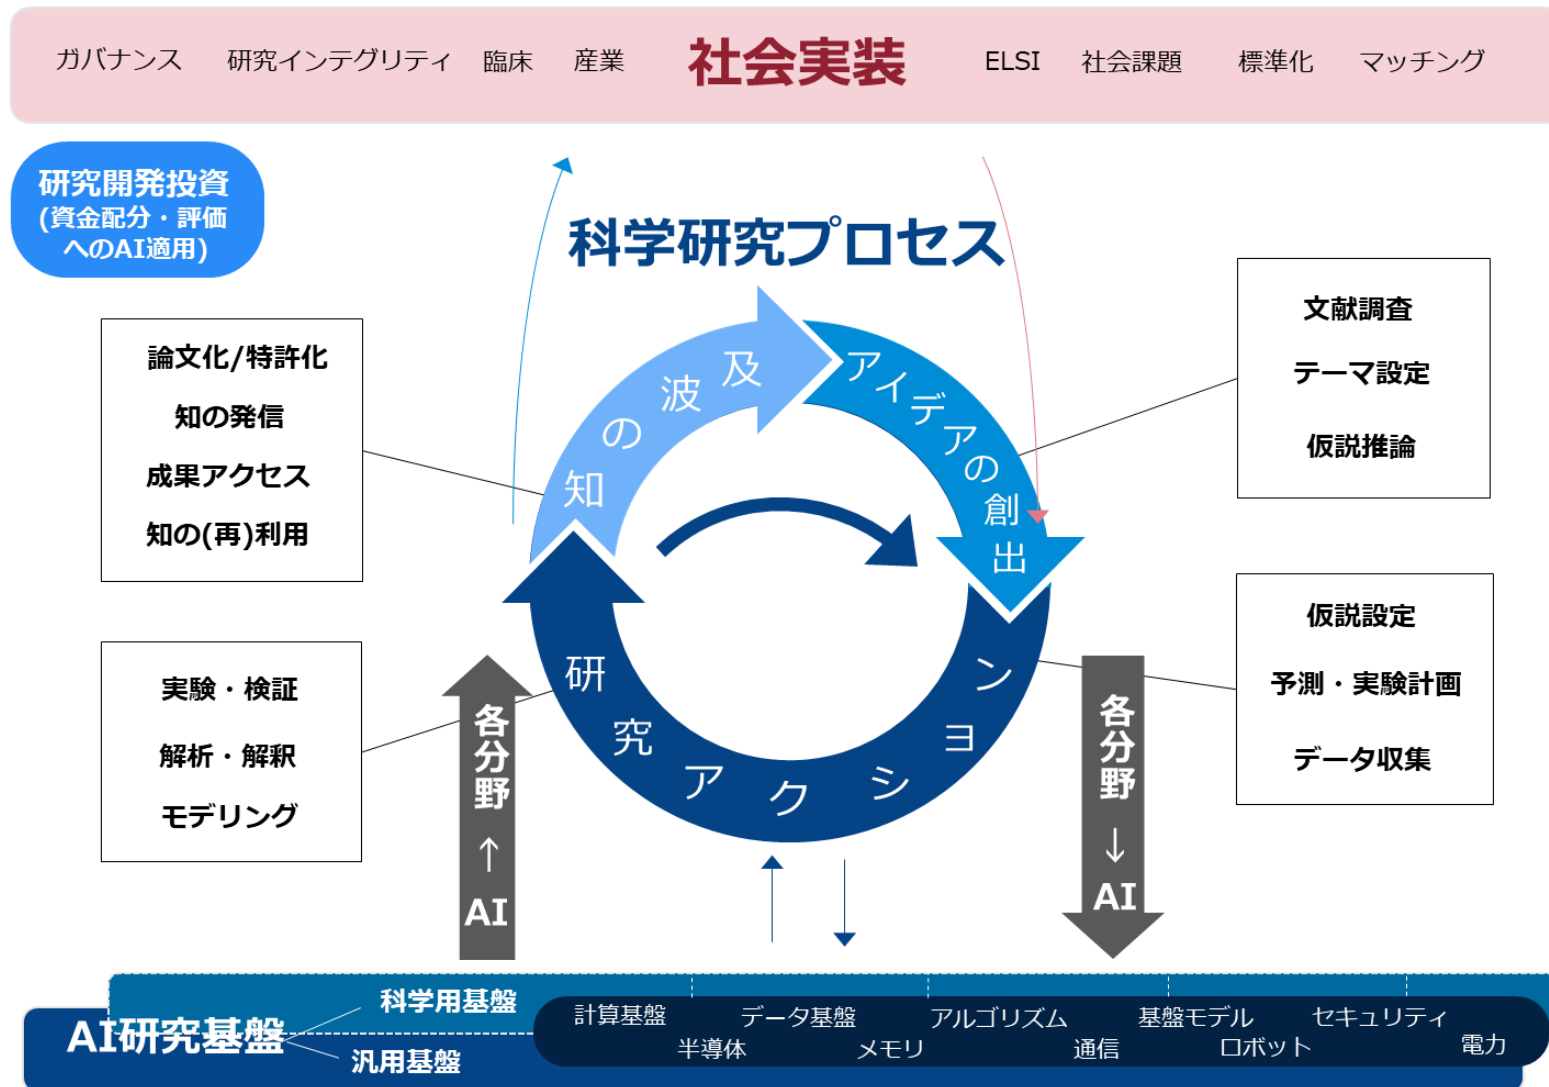 ガバナンス 研究インテグリティ 臨床 産業 社会実装 ELSI 社会課題 標準化 マッチング
研究開発投資
(資金配分・評価
へのAI適用)
科学研究プロセス
論文化/特許化
知の発信
成果アクセス
知の(再)利用
知の波及
アイデアの創出
文献調査
テーマ設定
仮説推論
実験・検証
解析・解釈
モデリング
各分野 ↑ AI
研究アクション
各分野 ↓ AI
仮説設定
予測・実験計画
データ収集
AI研究基盤
科学用基盤
汎用基盤
計算基盤 データ基盤 アルゴリズム 基盤モデル セキュリティ
半導体 メモリ 通信 ロボット 電力